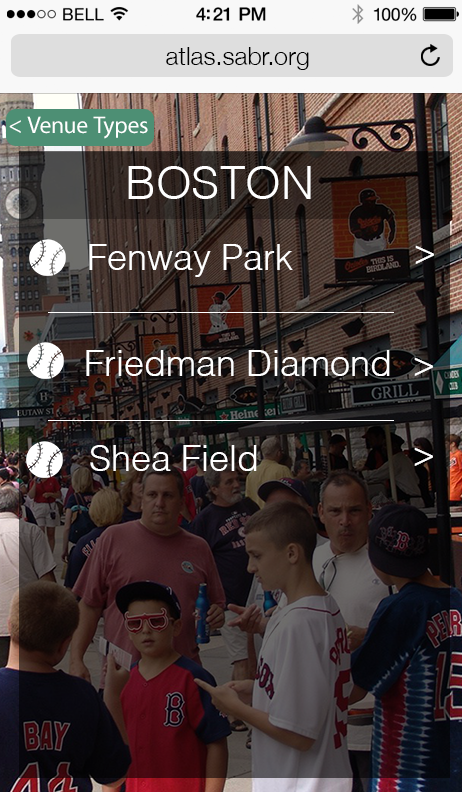 BELL 4:21 PM 100%
atlas.sabr.org
< Venue Types
BOSTON
Fenway Park >
Friedman Diamond >
Shea Field >
THIS IS
BIRDLAND.
EUTAW ST
Heineken
GRILL
BAY